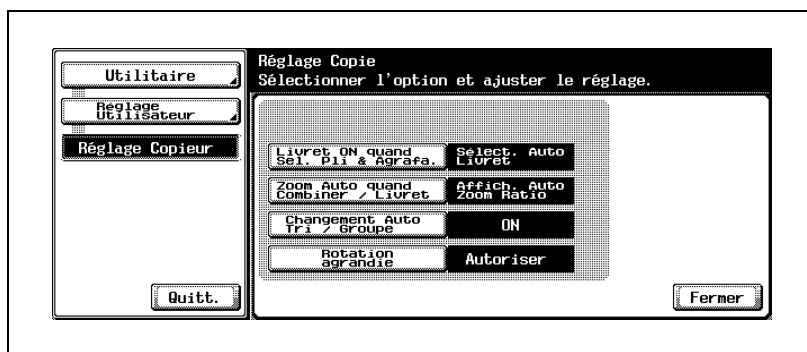 Utilitaire
Réglage
Utilisateur
Réglage Copieur
Quitt.
Réglage Copie
Sélectionner l'option et ajuster le réglage.
Livret ON quand
Sel. Pli & Agrafa.
Sélect. Auto
Livret
Zoom Auto quand
Combiner / Livret
Affich. Auto
Zoom Ratio
Changement Auto
Tri / Groupe
ON
Rotation
agrandie
Autoriser
Fermer